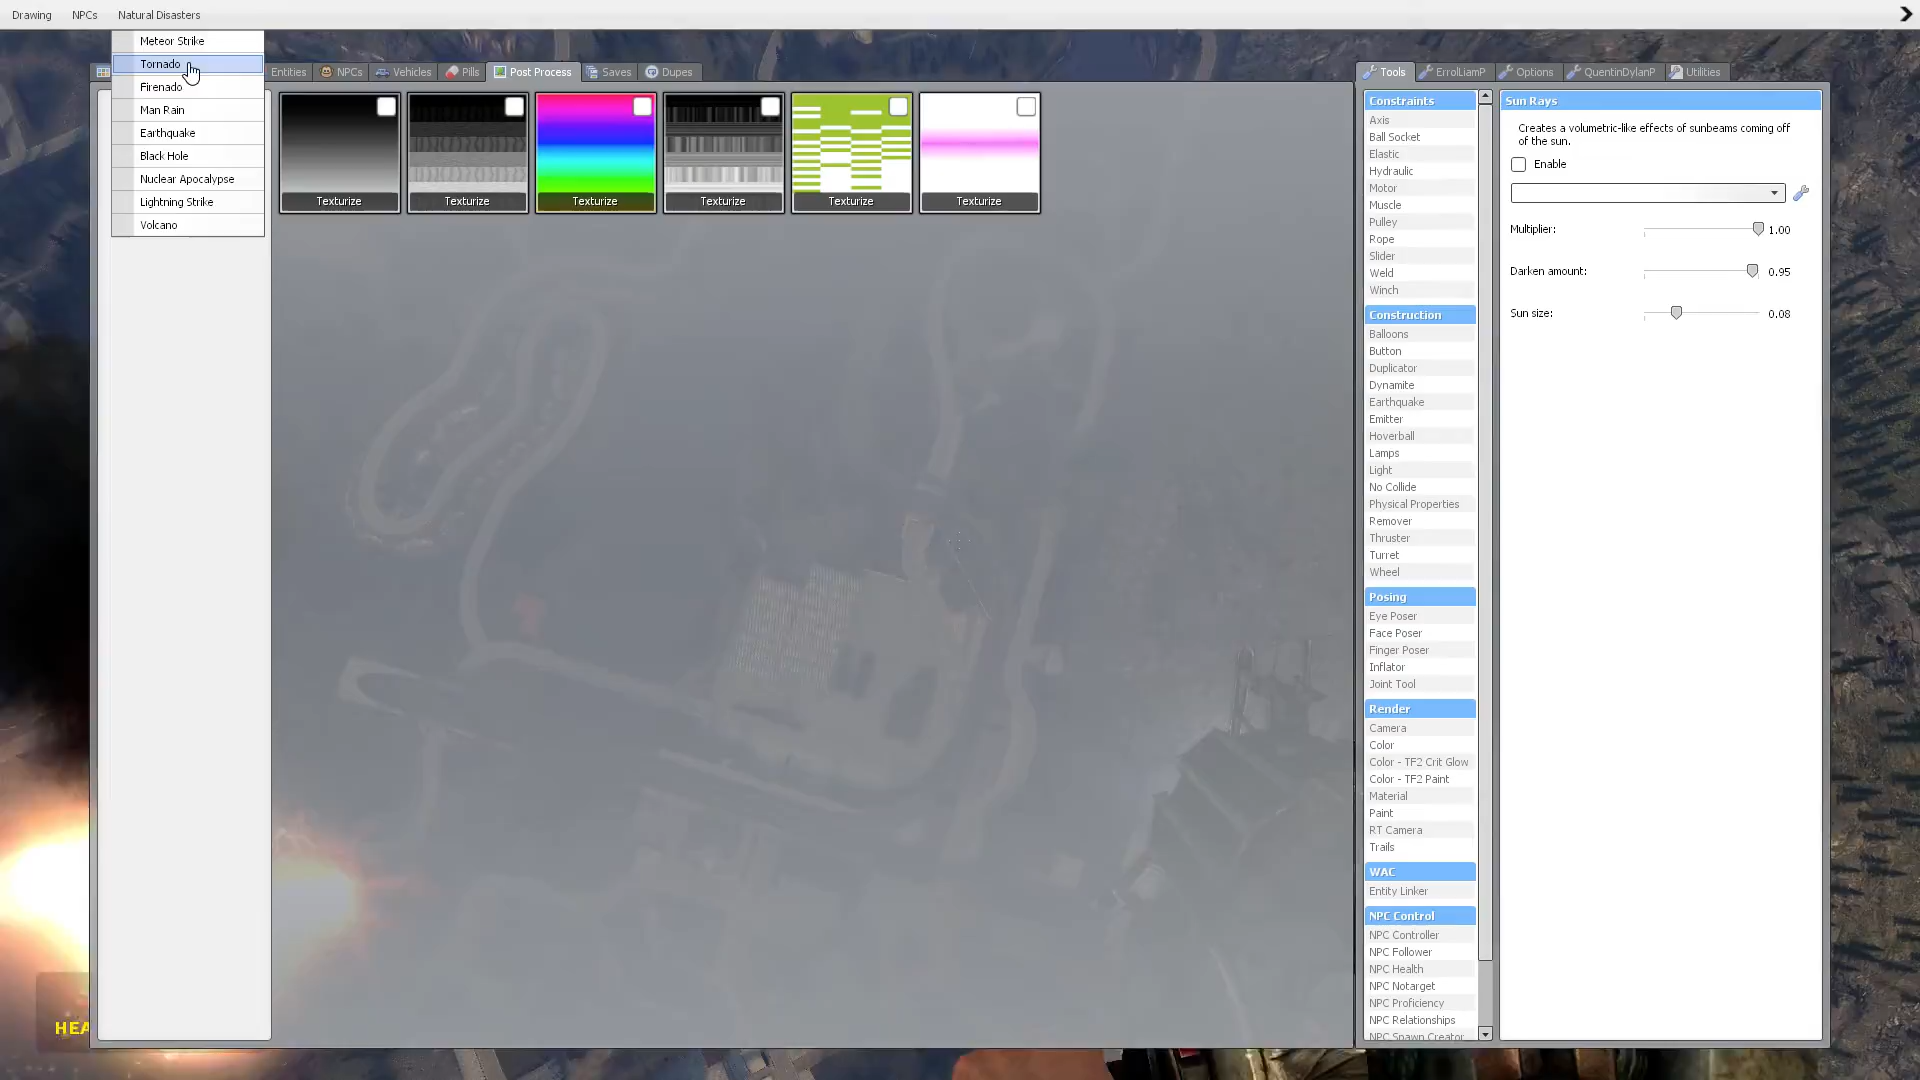 Drawing NPCs Natural Disasters
Meteor Strike
Tornado
Firenado
Man Rain
Earthquake
Black Hole
Nuclear Apocalypse
Lightning Strike
Volcano
Entities NPCs Vehicles Pills Post Process Saves Dupes
Texturize Texturize Texturize Texturize Texturize Texturize
Tools ErrolLiamP Options QuentinDylanP Utilities
Constraints
Axis
Ball Socket
Elastic
Hydraulic
Motor
Muscle
Pulley
Rope
Slider
Weld
Winch
Construction
Balloons
Button
Duplicator
Dynamite
Earthquake
Emitter
Hoverball
Lamps
Light
No Collide
Physical Properties
Remover
Thruster
Turret
Wheel
Posing
Eye Poser
Face Poser
Finger Poser
Inflator
Joint Tool
Render
Camera
Color
Color - TF2 Crit Glow
Color - TF2 Paint
Material
Paint
RT Camera
Trails
WAC
Entity Linker
NPC Control
NPC Controller
NPC Follower
NPC Health
NPC Notarget
NPC Proficiency
NPC Relationships
NPC Spawn Creator
Sun Rays
Creates a volumetric-like effects of sunbeams coming off
of the sun.
Enable
Multiplier: 1.00
Darken amount: 0.95
Sun size: 0.08
HEA